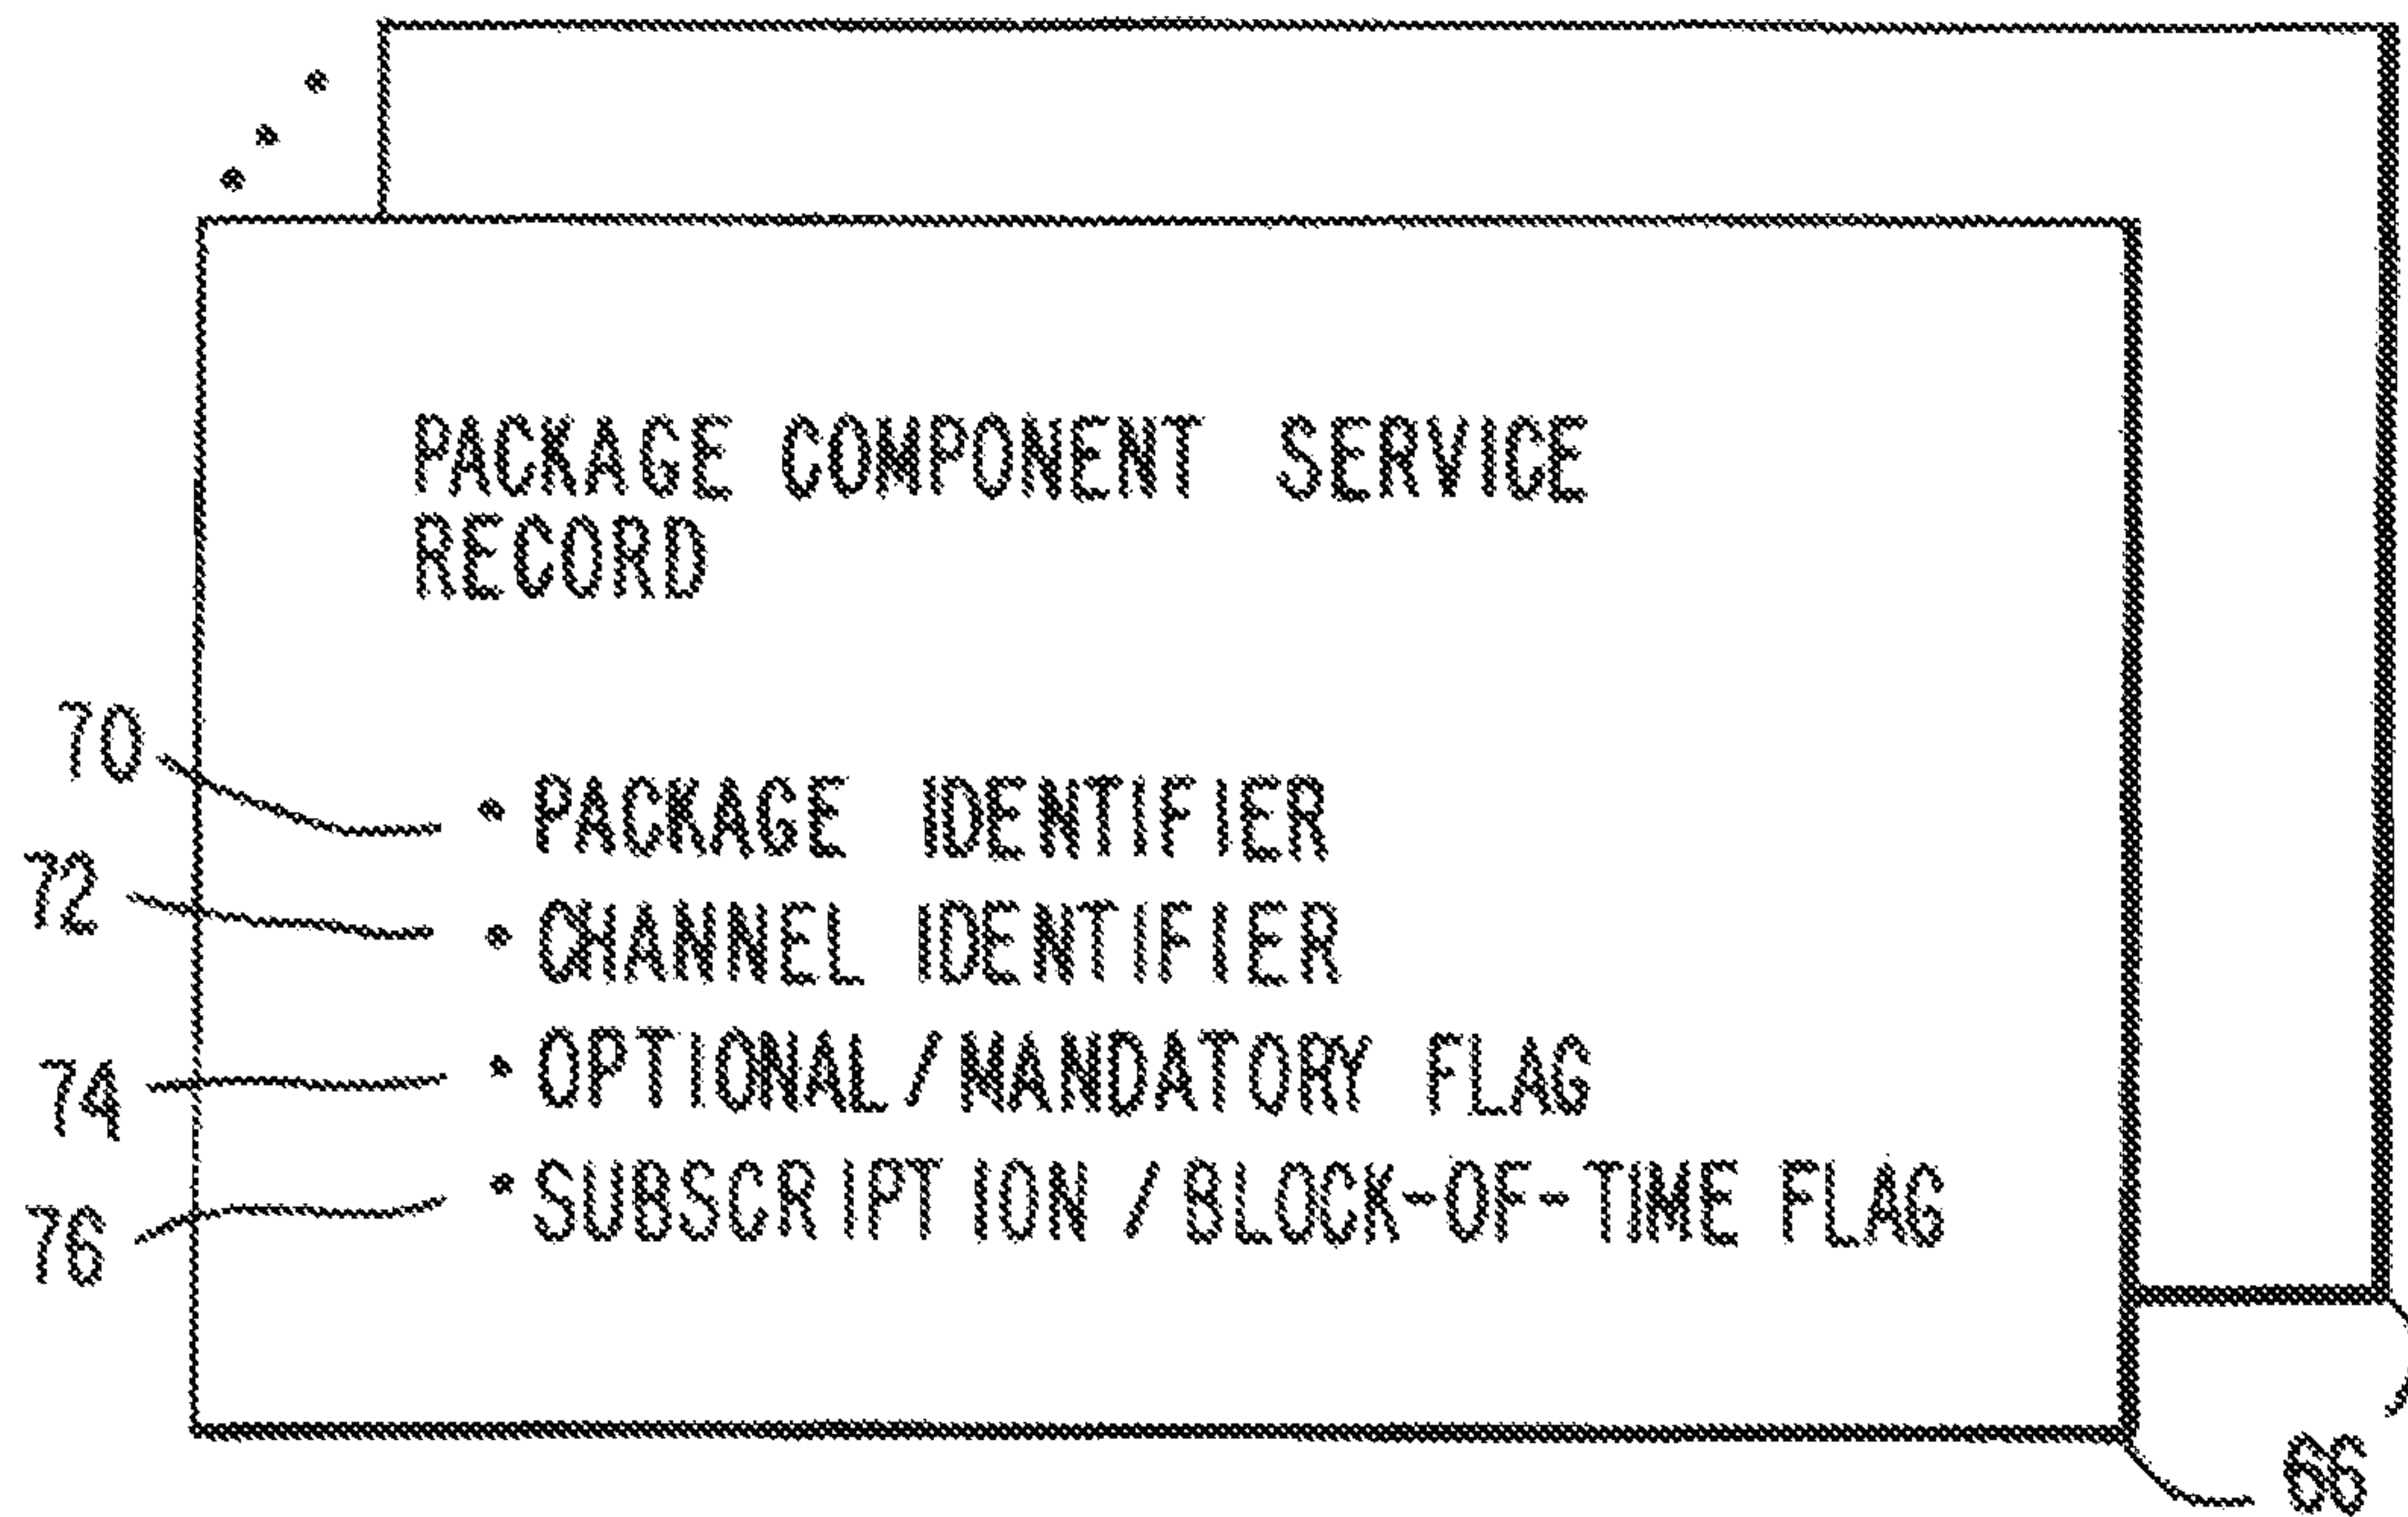 PACKAGE COMPONENT SERVICE
RECORD
70
• PACKAGE IDENTIFIER
72
• CHANNEL IDENTIFIER
74
• OPTIONAL/MANDATORY FLAG
76
• SUBSCRIPTION/BLOCK-OF-TIME FLAG
66